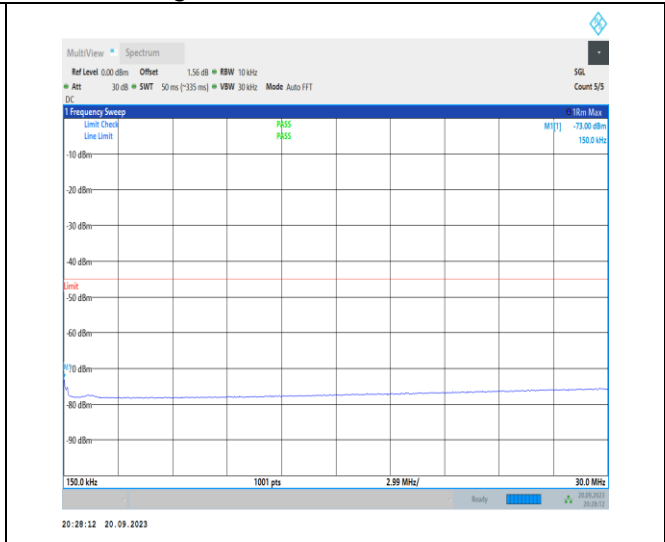 MultiView Spectrum
Ref Level 0.00 dBm Offset 1.56 dB RBW 10 kHz SGL
Att 30 dB SWT 50 ms (~335 ms) VBW 30 kHz Mode Auto FFT Count 5/5
DC
1 Frequency Sweep 1Rm Max
Limit Check PASS M1[1] -73.00 dBm
Line Limit PASS 150.0 kHz
-10 dBm
-20 dBm
-30 dBm
-40 dBm
Limit
-50 dBm
-60 dBm
-80 dBm
-90 dBm
150.0 kHz 1001 pts 2.99 MHz/ 30.0 MHz
Ready 20.09.2023
20:28:12
20:28:12 20.09.2023